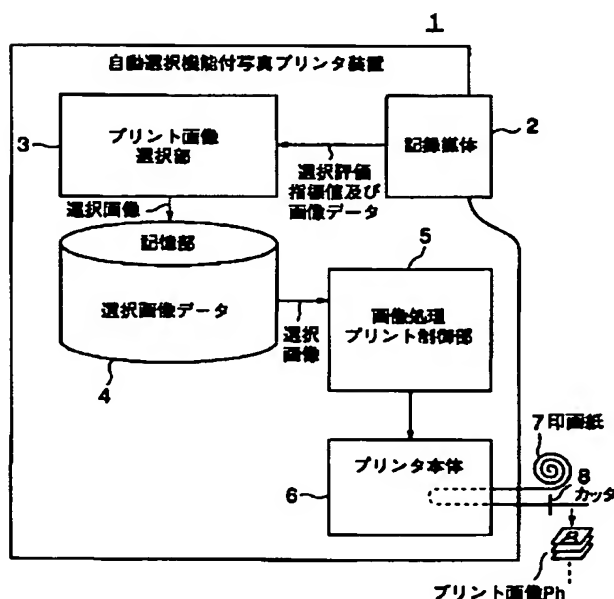 1
自動選択機能付写真プリンタ装置
プリント画像
選択部
3
記録媒体
2
選択評価
指標値及び
画像データ
選択画像
記憶部
選択画像データ
4
選択
画像
5
画像処理
プリント制御部
プリンタ本体
6
7印画紙
8
カッタ
プリント画像Ph